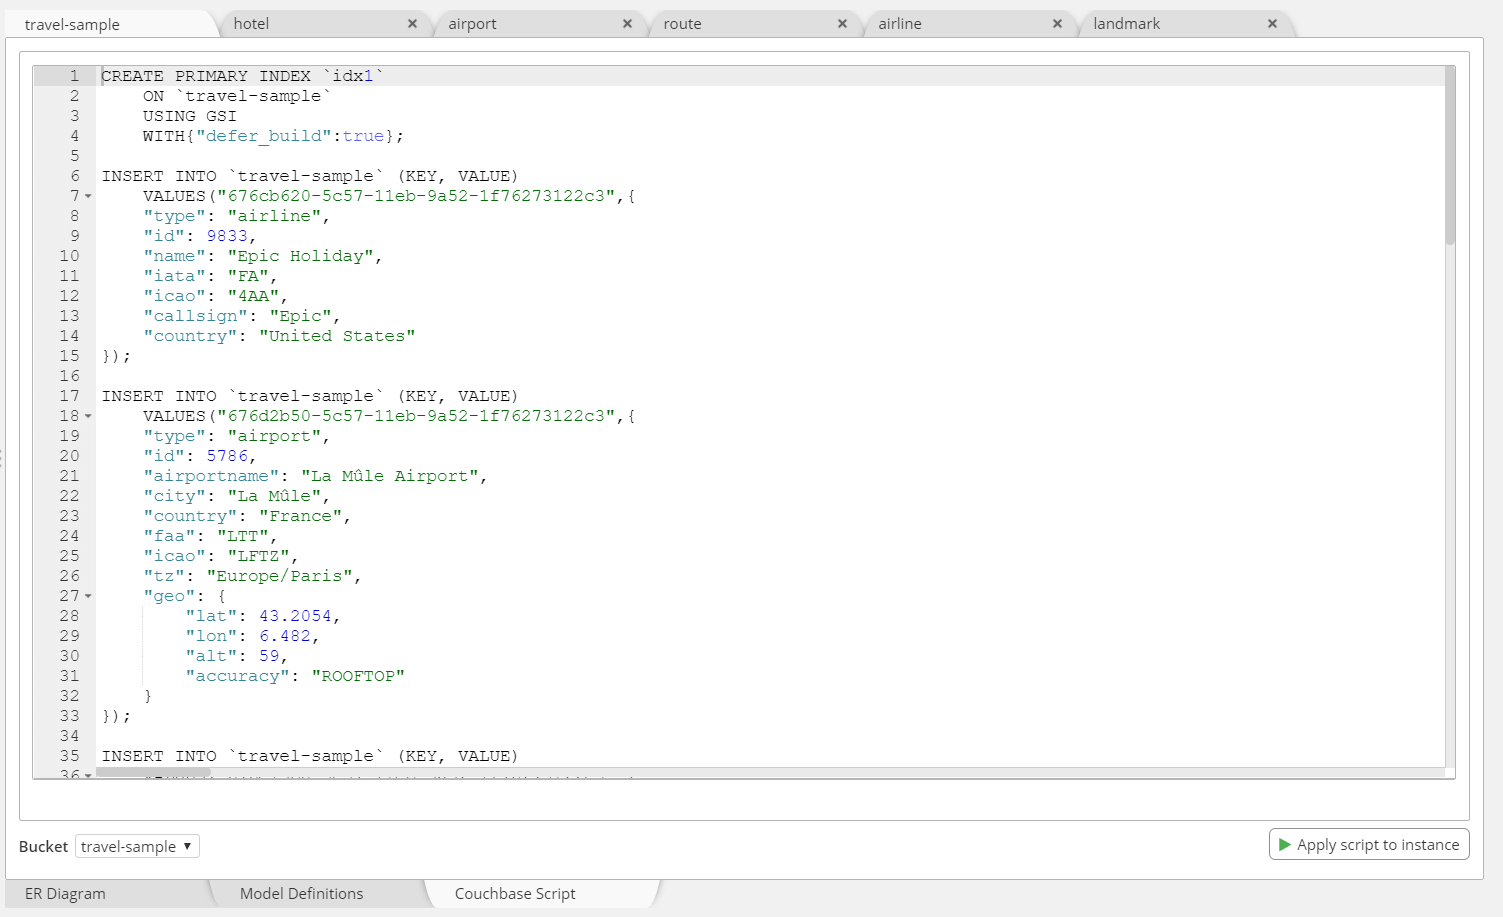 travel-sample hotel × airport × route × airline × landmark ×
1 CREATE PRIMARY INDEX `idx1`
2 ON `travel-sample`
3 USING GSI
4 WITH{"defer_build":true};
5
6 INSERT INTO `travel-sample` (KEY, VALUE)
7 VALUES("676cb620-5c57-11eb-9a52-1f76273122c3",{
8 "type": "airline",
9 "id": 9833,
10 "name": "Epic Holiday",
11 "iata": "FA",
12 "icao": "4AA",
13 "callsign": "Epic",
14 "country": "United States"
15 });
16
17 INSERT INTO `travel-sample` (KEY, VALUE)
18 VALUES("676d2b50-5c57-11eb-9a52-1f76273122c3",{
19 "type": "airport",
20 "id": 5786,
21 "airportname": "La Mûle Airport",
22 "city": "La Mûle",
23 "country": "France",
24 "faa": "LTT",
25 "icao": "LFTZ",
26 "tz": "Europe/Paris",
27 "geo": {
28 "lat": 43.2054,
29 "lon": 6.482,
30 "alt": 59,
31 "accuracy": "ROOFTOP"
32 }
33 });
34
35 INSERT INTO `travel-sample` (KEY, VALUE)
36
Bucket travel-sample ▼ Apply script to instance
ER Diagram Model Definitions Couchbase Script